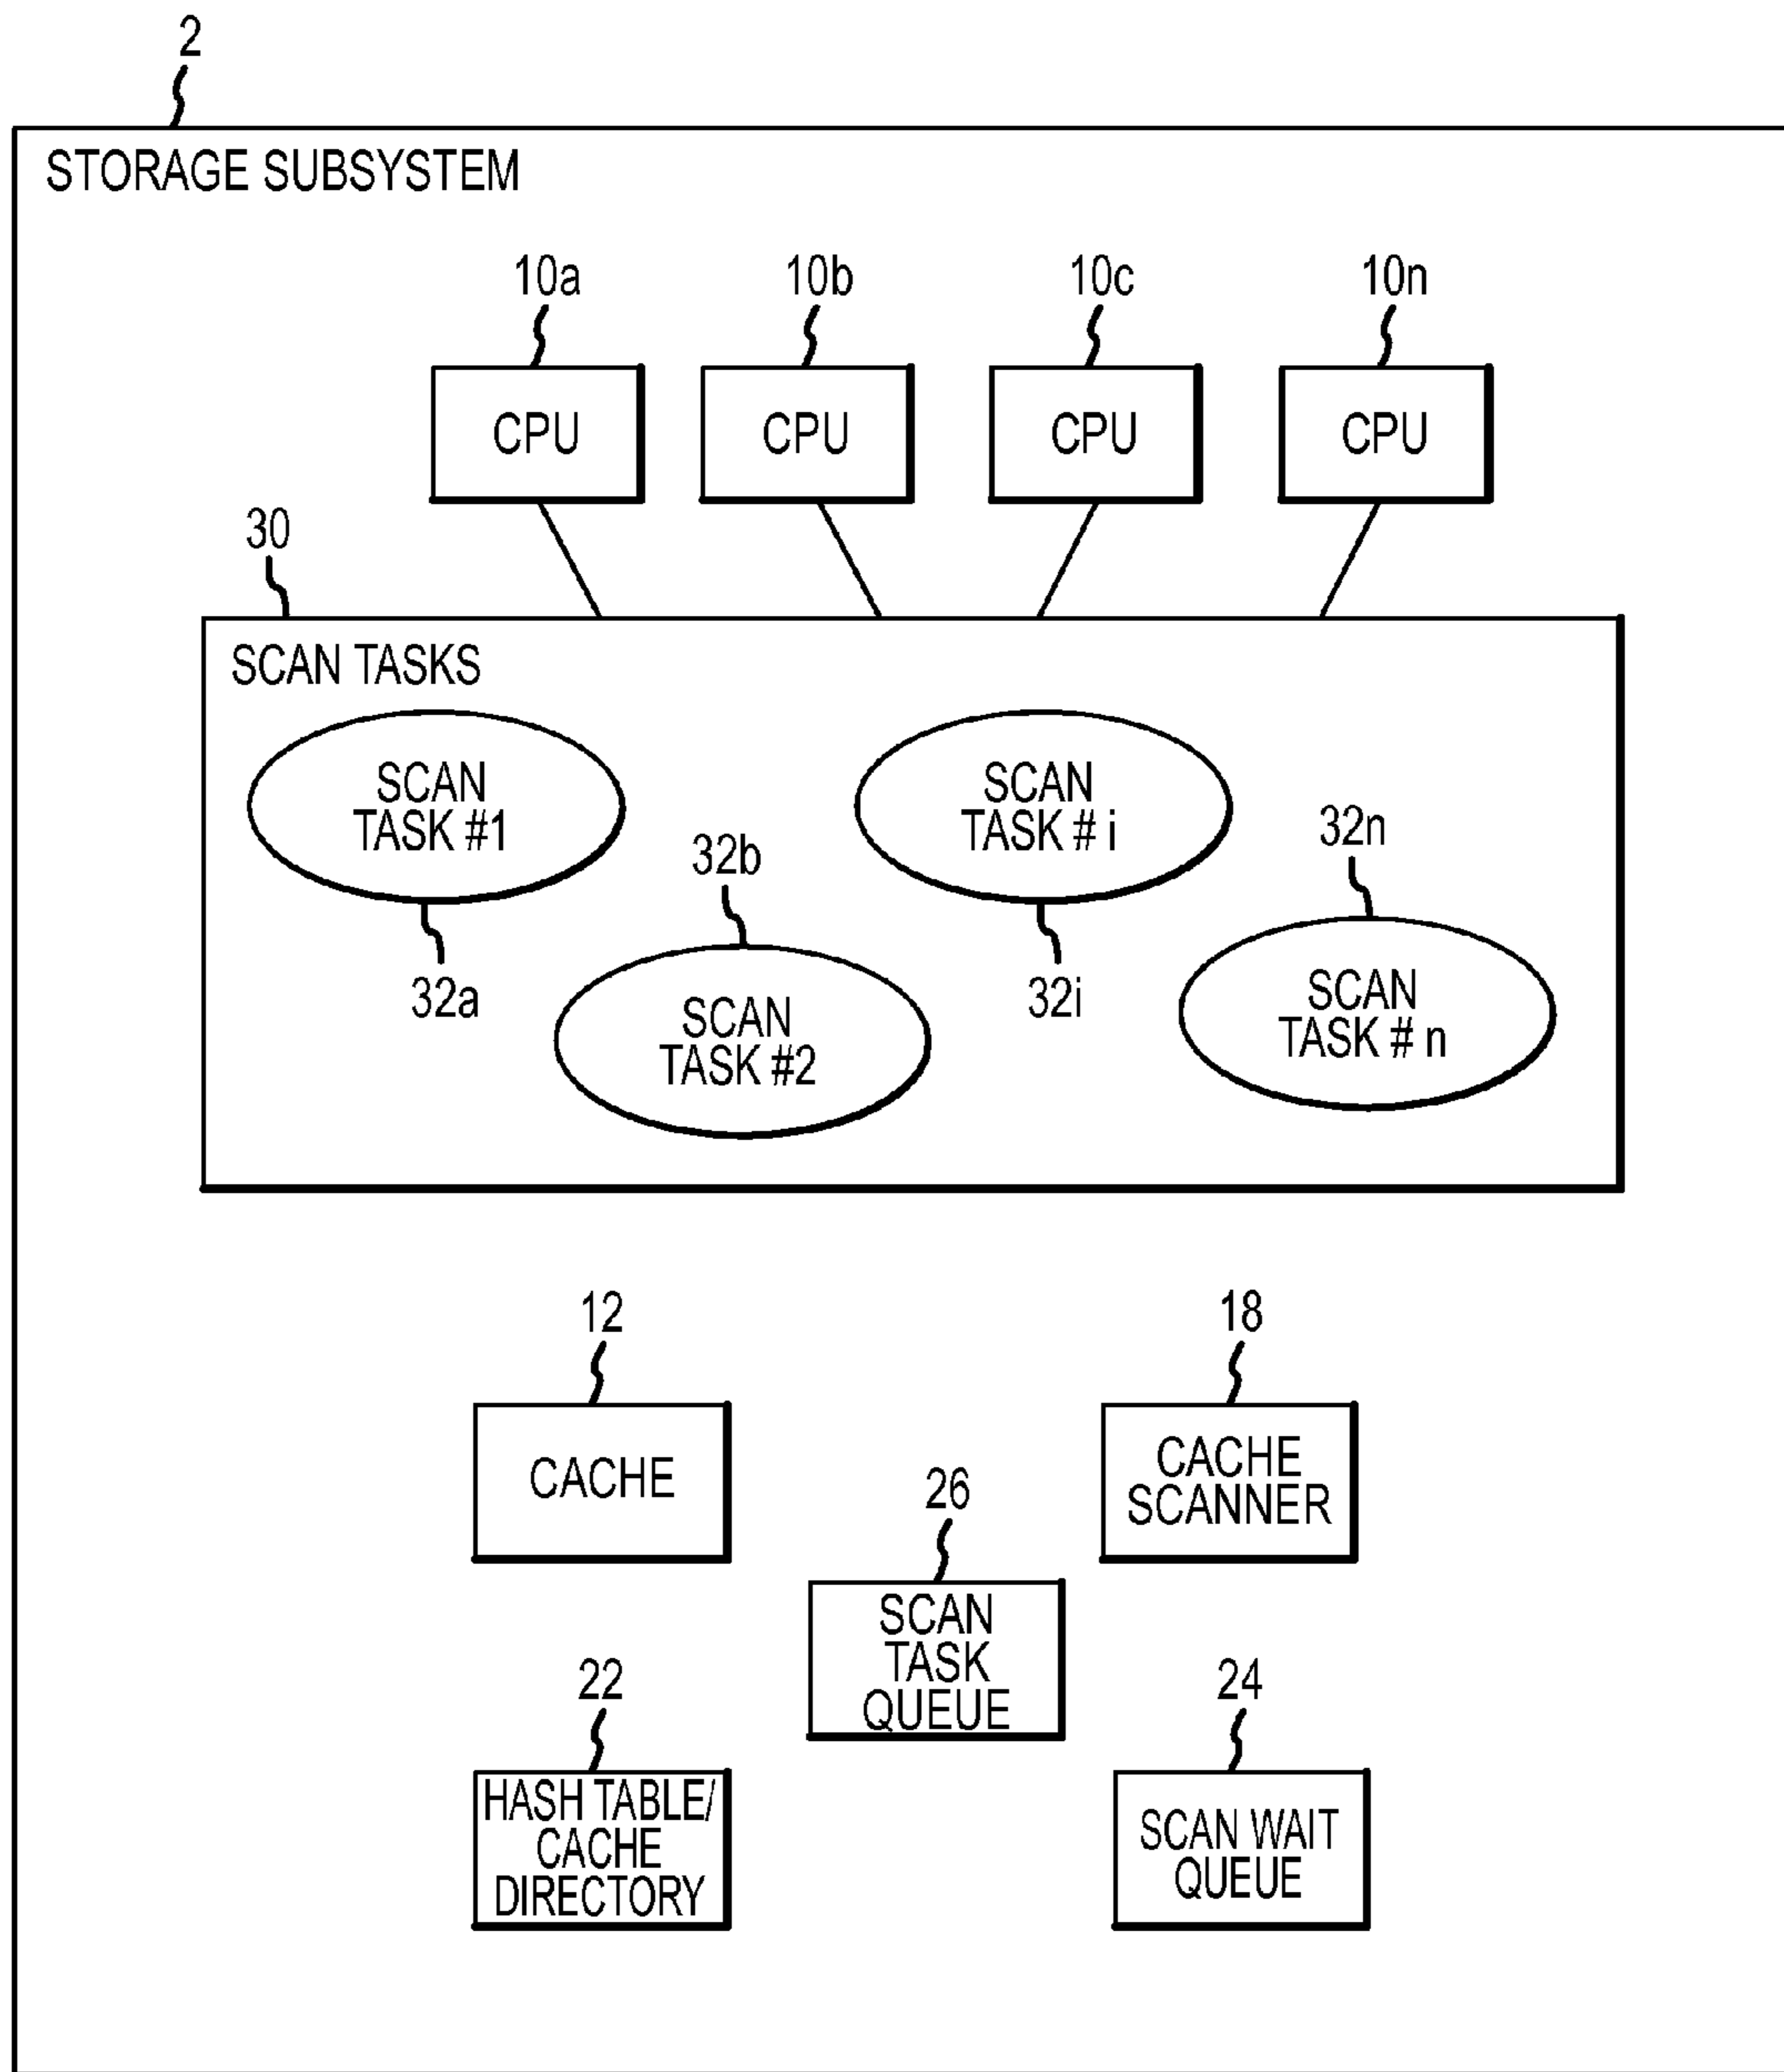 2
STORAGE SUBSYSTEM
10a 10b 10c 10n
CPU CPU CPU CPU
30
SCAN TASKS
SCAN
TASK #1
32a
32b
SCAN
TASK #2
SCAN
TASK # i
32i
32n
SCAN
TASK # n
12
CACHE
18
CACHE
SCANNER
26
SCAN
TASK
QUEUE
22
HASH TABLE/
CACHE
DIRECTORY
24
SCAN WAIT
QUEUE